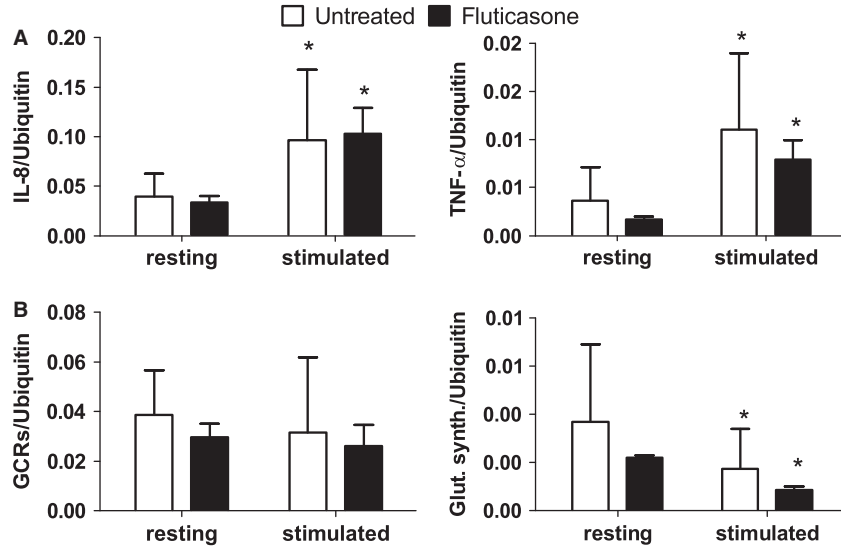 Untreated Fluticasone
A
IL-8/Ubiquitin
0.20
0.15
0.10
0.05
0.00
*
*
resting stimulated
TNF-α/Ubiquitin
0.02
0.02
0.01
0.01
0.00
*
*
resting stimulated
B
GCRs/Ubiquitin
0.08
0.06
0.04
0.02
0.00
resting stimulated
Glut. synth./Ubiquitin
0.01
0.01
0.00
0.00
0.00
*
*
resting stimulated